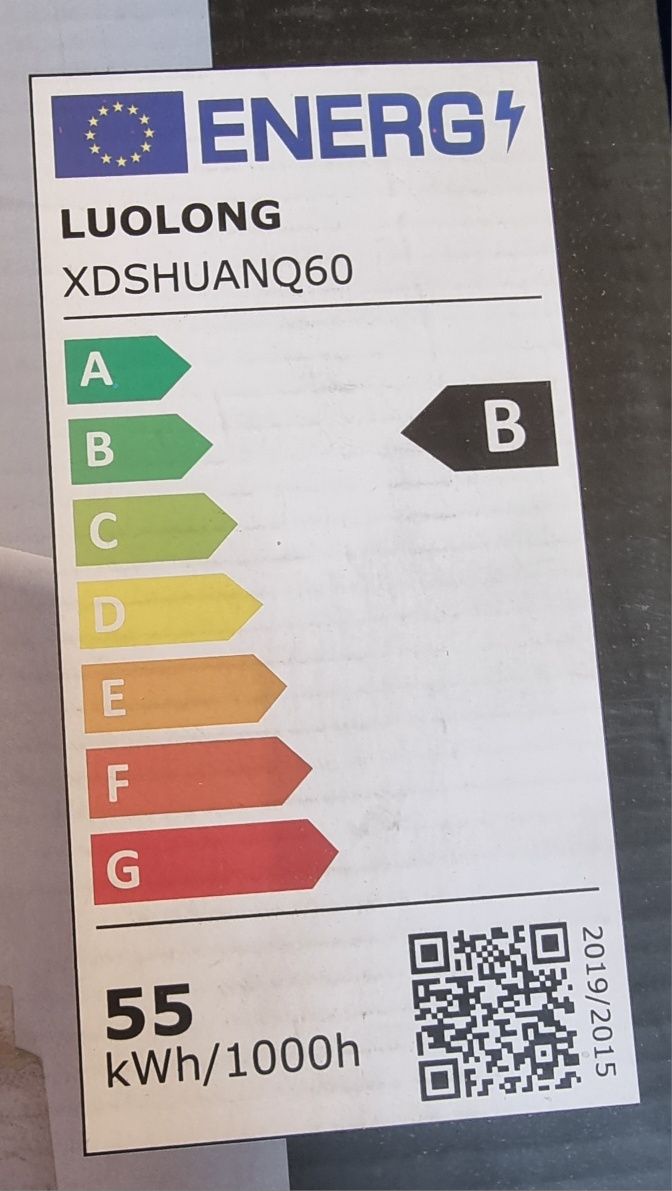 ENERG
LUOLONG
XDSHUANQ60
A
B
B
C
D
E
F
G
55
kWh/1000h
2019/2015